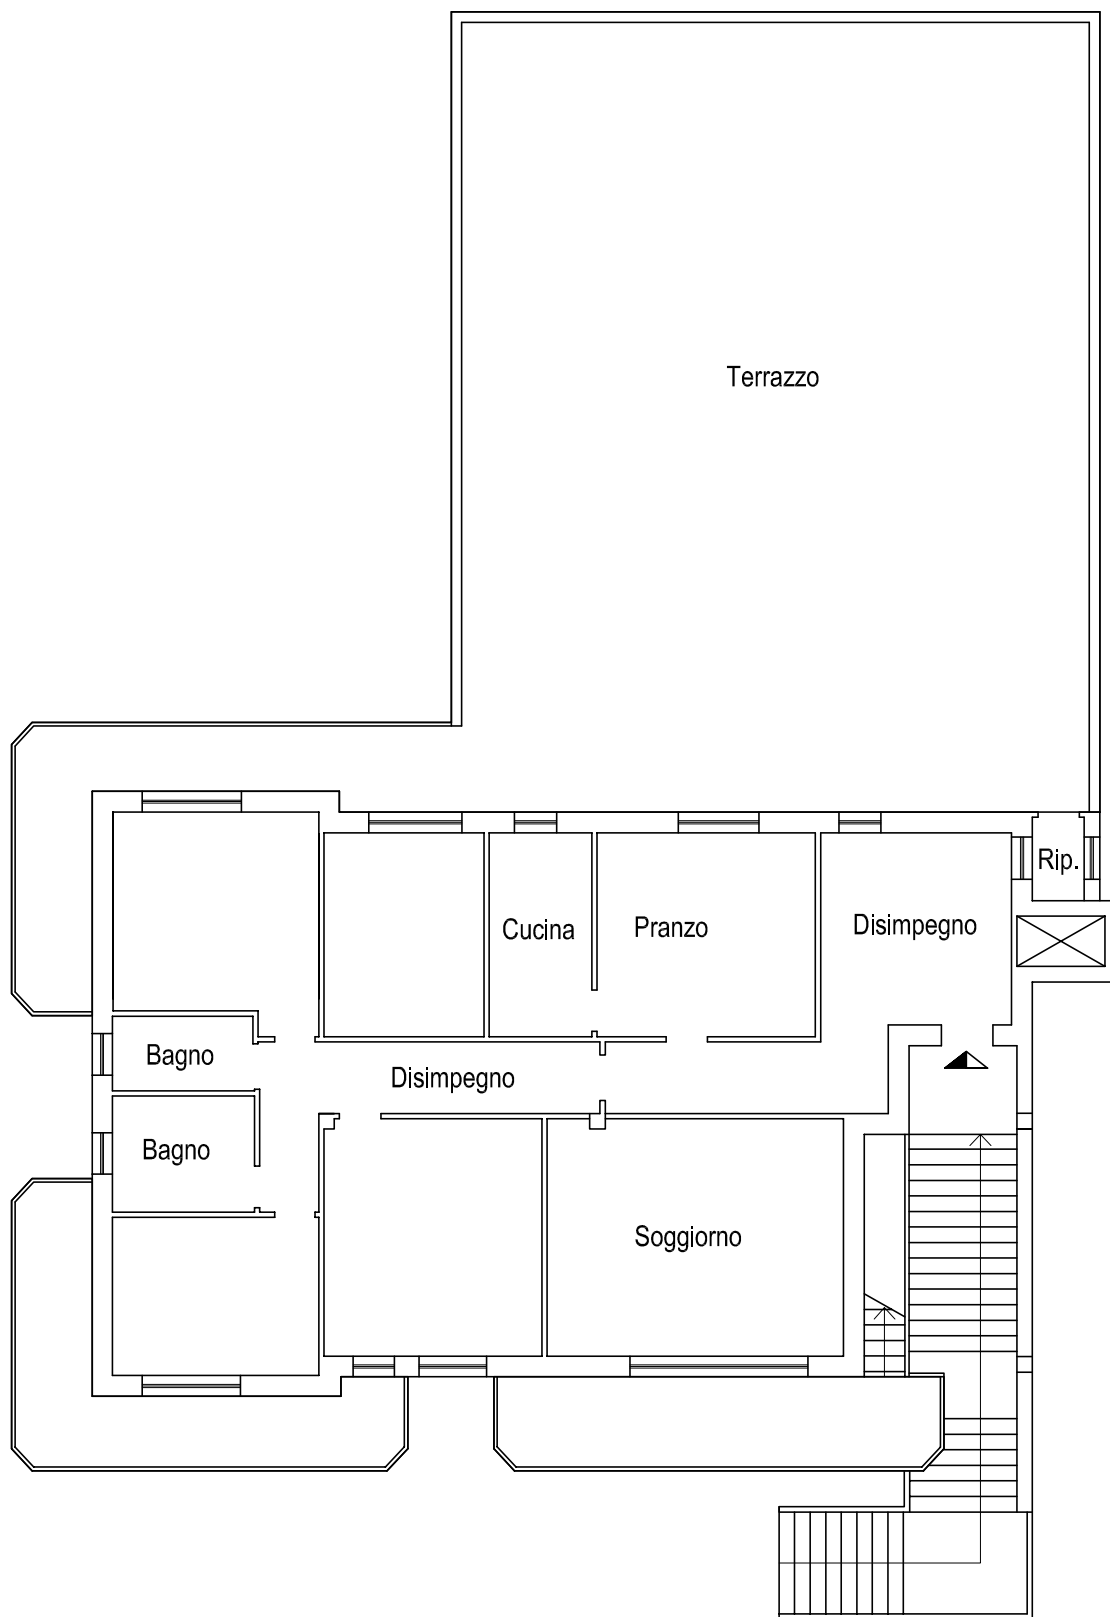 Terrazzo
Rip.
Cucina
Pranzo
Disimpegno
Bagno
Disimpegno
Bagno
Soggiorno